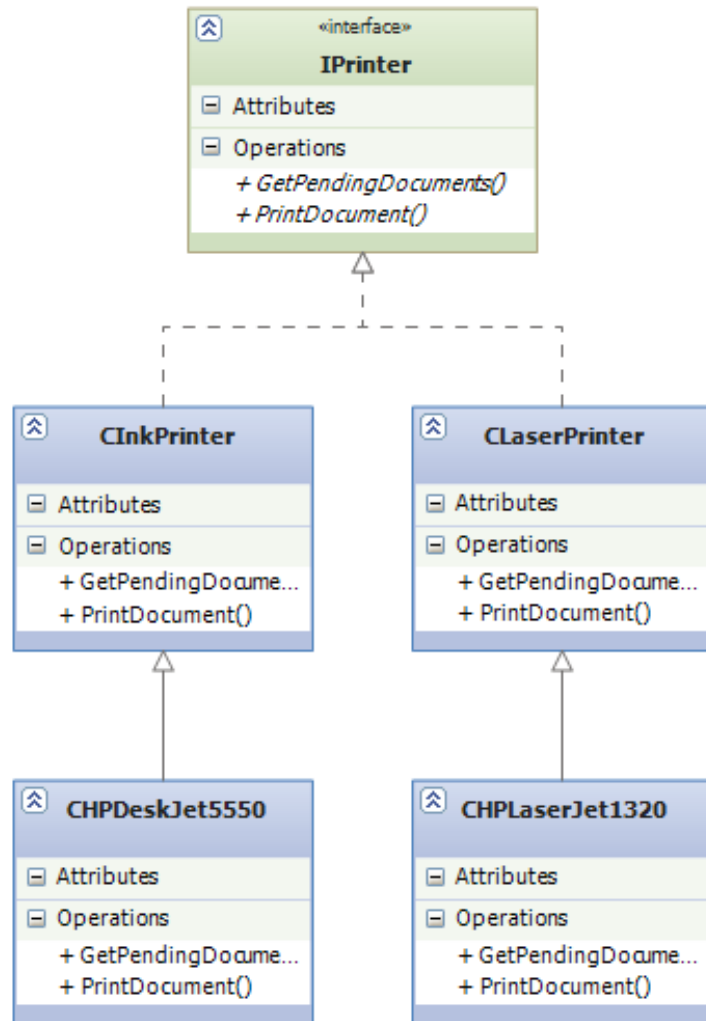 «interface»
IPrinter
Attributes
Operations
+ GetPendingDocuments()
+ PrintDocument()
CInkPrinter
Attributes
Operations
+ GetPendingDocume...
+ PrintDocument()
CLaserPrinter
Attributes
Operations
+ GetPendingDocume...
+ PrintDocument()
CHPDeskJet5550
Attributes
Operations
+ GetPendingDocume...
+ PrintDocument()
CHPLaserJet1320
Attributes
Operations
+ GetPendingDocume...
+ PrintDocument()